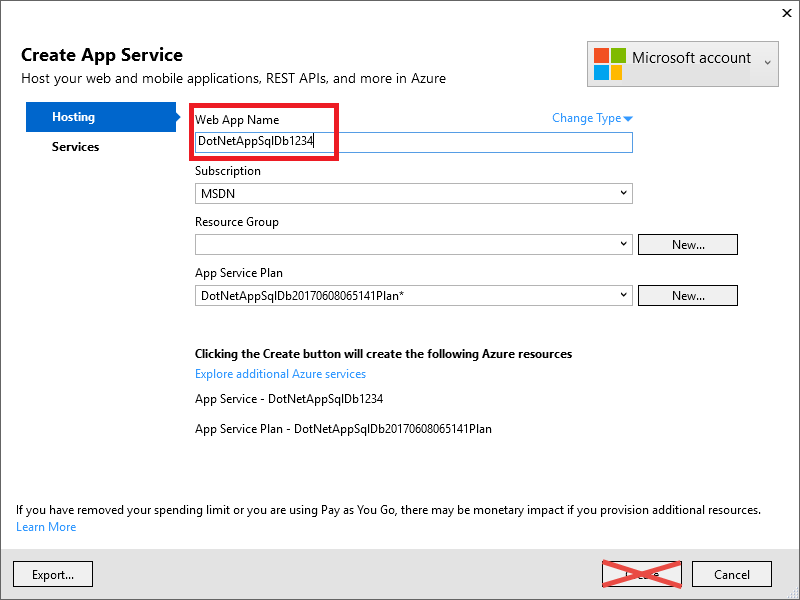 Create App Service
Host your web and mobile applications, REST APIs, and more in Azure
Microsoft account
Hosting
Services
Web App Name
Change Type
DotNetAppSqlDb1234
Subscription
MSDN
Resource Group
New...
App Service Plan
DotNetAppSqlDb20170608065141Plan*
New...
Clicking the Create button will create the following Azure resources
Explore additional Azure services
App Service - DotNetAppSqlDb1234
App Service Plan - DotNetAppSqlDb20170608065141Plan
If you have removed your spending limit or you are using Pay as You Go, there may be monetary impact if you provision additional resources.
Learn More
Export...
Cancel